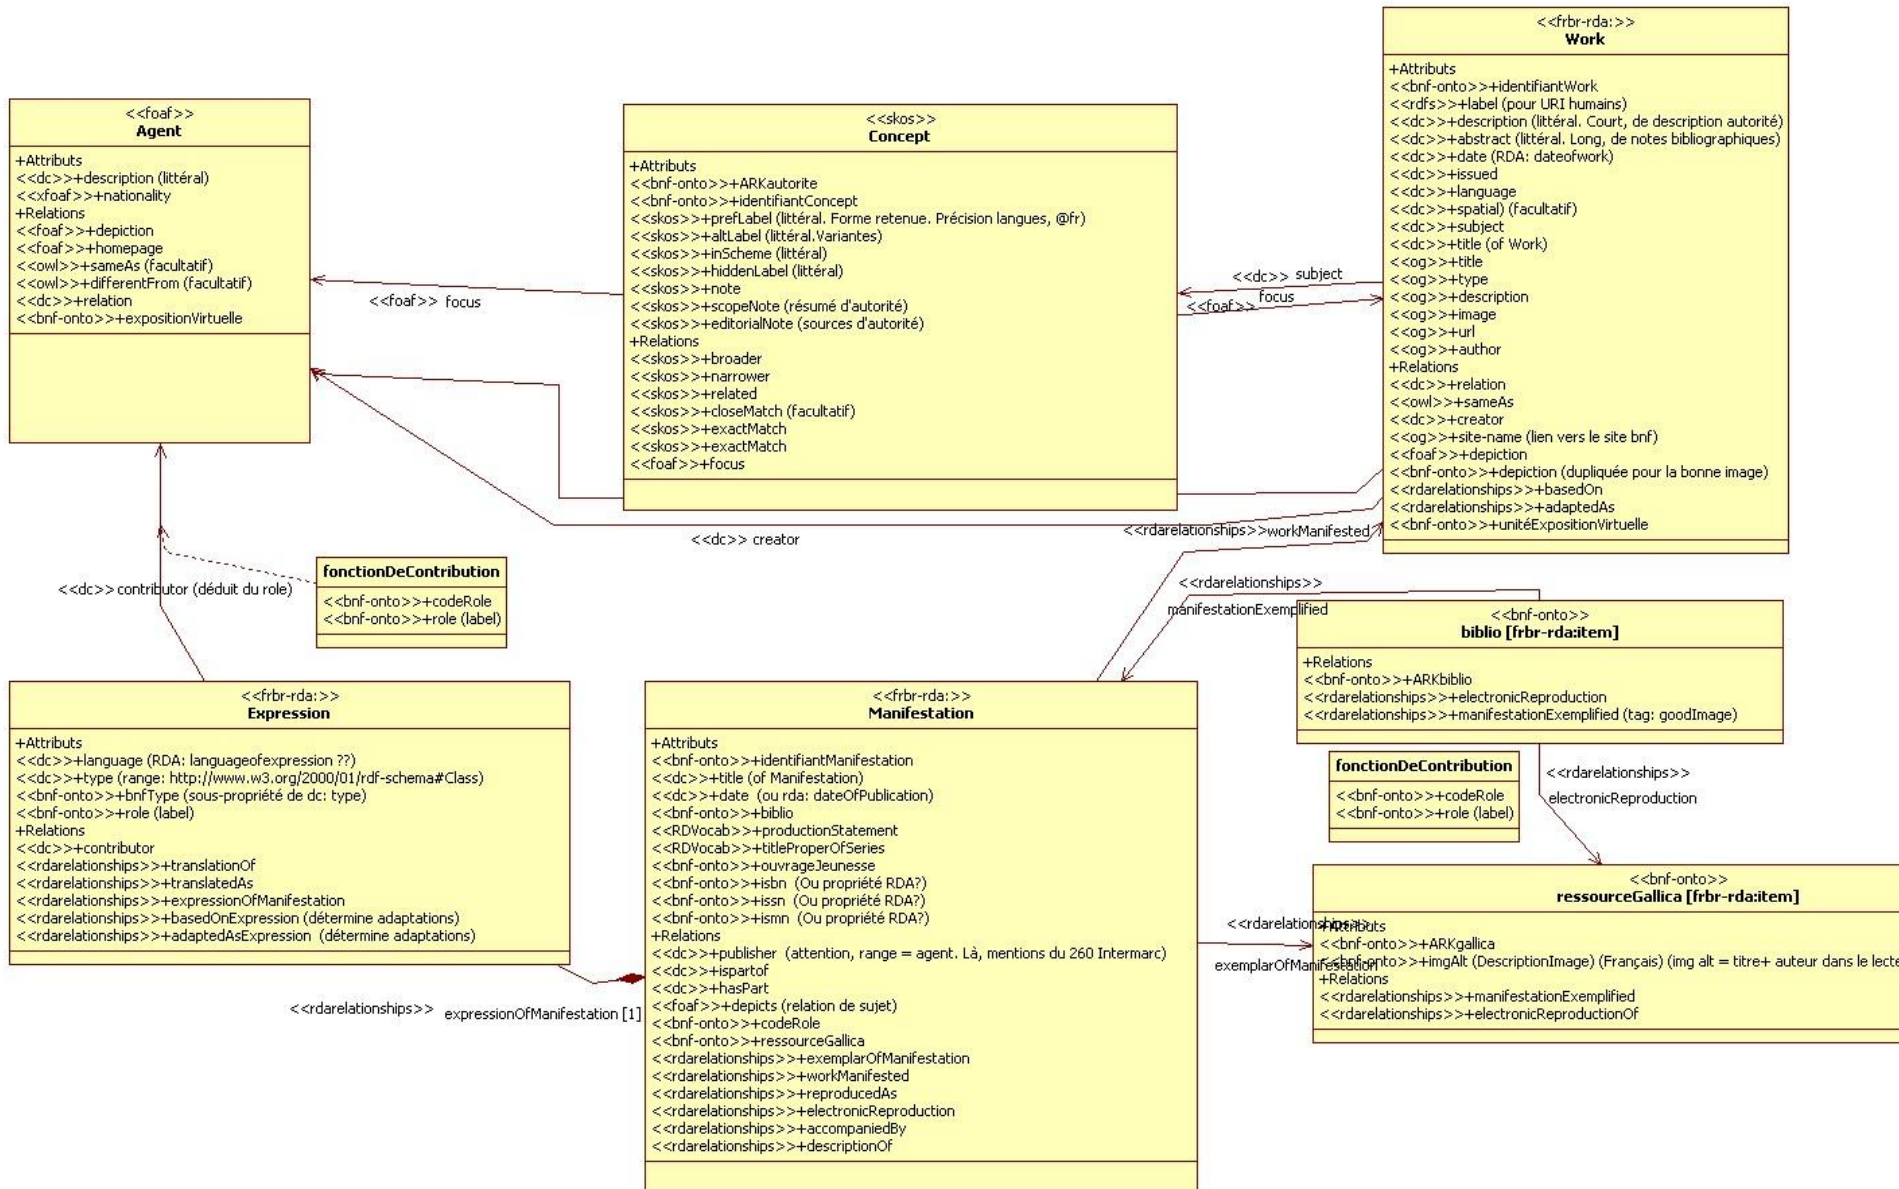 <<foaf>>
Agent
+Attributs
<<dc>>+description (littéral)
<<xfoaf>>+nationality
+Relations
<<foaf>>+depiction
<<foaf>>+homepage
<<owl>>+sameAs (facultatif)
<<owl>>+differentFrom (facultatif)
<<dc>>+relation
<<bnf-onto>>+expositionVirtuelle
<<skos>>
Concept
+Attributs
<<bnf-onto>>+ARKautorite
<<bnf-onto>>+identifiantConcept
<<skos>>+prefLabel (littéral. Forme retenue. Précision langues, @fr)
<<skos>>+altLabel (littéral.Variantes)
<<skos>>+inScheme (littéral)
<<skos>>+hiddenLabel (littéral)
<<skos>>+note
<<skos>>+scopeNote (résumé d'autorité)
<<skos>>+editorialNote (sources d'autorité)
+Relations
<<skos>>+broader
<<skos>>+narrower
<<skos>>+related
<<skos>>+closeMatch (facultatif)
<<skos>>+exactMatch
<<skos>>+exactMatch
<<foaf>>+focus
<<frbr-rda:>>
Work
+Attributs
<<bnf-onto>>+identifiantWork
<<rdfs>>+label (pour URI humains)
<<dc>>+description (littéral. Court, de description autorité)
<<dc>>+abstract (littéral. Long, de notes bibliographiques)
<<dc>>+date (RDA: dateofwork)
<<dc>>+issued
<<dc>>+language
<<dc>>+spatial) (facultatif)
<<dc>>+subject
<<dc>>+title (of Work)
<<og>>+title
<<og>>+type
<<og>>+description
<<og>>+image
<<og>>+url
<<og>>+author
+Relations
<<dc>>+relation
<<owl>>+sameAs
<<dc>>+creator
<<og>>+site-name (lien vers le site bnf)
<<foaf>>+depiction
<<bnf-onto>>+depiction (dupliquée pour la bonne image)
<<rdarelationships>>+basedOn
<<rdarelationships>>+adaptedAs
<<bnf-onto>>+unitéExpositionVirtuelle
<<foaf>> focus
<<dc>> subject
<<foaf>> focus
<<dc>> creator
<<rdarelationships>>workManifested
<<dc>> contributor (déduit du role)
fonctionDeContribution
<<bnf-onto>>+codeRole
<<bnf-onto>>+role (label)
<<rdarelationships>>
manifestationExemplified
<<bnf-onto>>
biblio [frbr-rda:item]
+Relations
<<bnf-onto>>+ARKbiblio
<<rdarelationships>>+electronicReproduction
<<rdarelationships>>+manifestationExemplified (tag: goodImage)
<<frbr-rda:>>
Expression
+Attributs
<<dc>>+language (RDA: languageofexpression ??)
<<dc>>+type (range: http://www.w3.org/2000/01/rdf-schema#Class)
<<bnf-onto>>+bnfType (sous-propriété de dc: type)
<<bnf-onto>>+role (label)
+Relations
<<dc>>+contributor
<<rdarelationships>>+translationOf
<<rdarelationships>>+translatedAs
<<rdarelationships>>+expressionOfManifestation
<<rdarelationships>>+basedOnExpression (détermine adaptations)
<<rdarelationships>>+adaptedAsExpression (détermine adaptations)
<<rdarelationships>> expressionOfManifestation [1]
<<frbr-rda:>>
Manifestation
+Attributs
<<bnf-onto>>+identifiantManifestation
<<dc>>+title (of Manifestation)
<<dc>>+date (ou rda: dateOfPublication)
<<bnf-onto>>+biblio
<<RDVocab>>+productionStatement
<<RDVocab>>+titleProperOfSeries
<<bnf-onto>>+ouvrageJeunesse
<<bnf-onto>>+isbn (Ou propriété RDA?)
<<bnf-onto>>+issn (Ou propriété RDA?)
<<bnf-onto>>+ismn (Ou propriété RDA?)
+Relations
<<dc>>+publisher (attention, range = agent. Là, mentions du 260 Intermarc)
<<dc>>+ispartof
<<dc>>+hasPart
<<foaf>>+depicts (relation de sujet)
<<bnf-onto>>+codeRole
<<bnf-onto>>+ressourceGallica
<<rdarelationships>>+exemplarOfManifestation
<<rdarelationships>>+workManifested
<<rdarelationships>>+reproducedAs
<<rdarelationships>>+electronicReproduction
<<rdarelationships>>+accompaniedBy
<<rdarelationships>>+descriptionOf
fonctionDeContribution
<<bnf-onto>>+codeRole
<<bnf-onto>>+role (label)
<<rdarelationships>>
electronicReproduction
<<rdarelationships>>
exemplarOfManifestation
<<bnf-onto>>
ressourceGallica [frbr-rda:item]
+Attributs
<<bnf-onto>>+ARKgallica
<<bnf-onto>>+imgAlt (DescriptionImage) (Français) (img alt = titre+ auteur dans le lecte
+Relations
<<rdarelationships>>+manifestationExemplified
<<rdarelationships>>+electronicReproductionOf